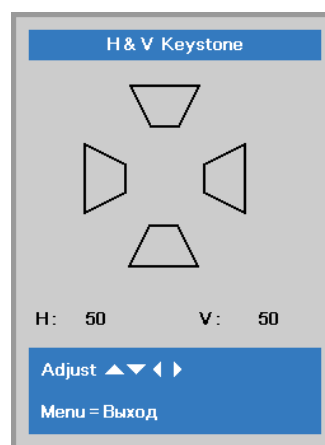 H & V Keystone
H: 50 V: 50
Adjust ▲▼◄►
Menu = Выход